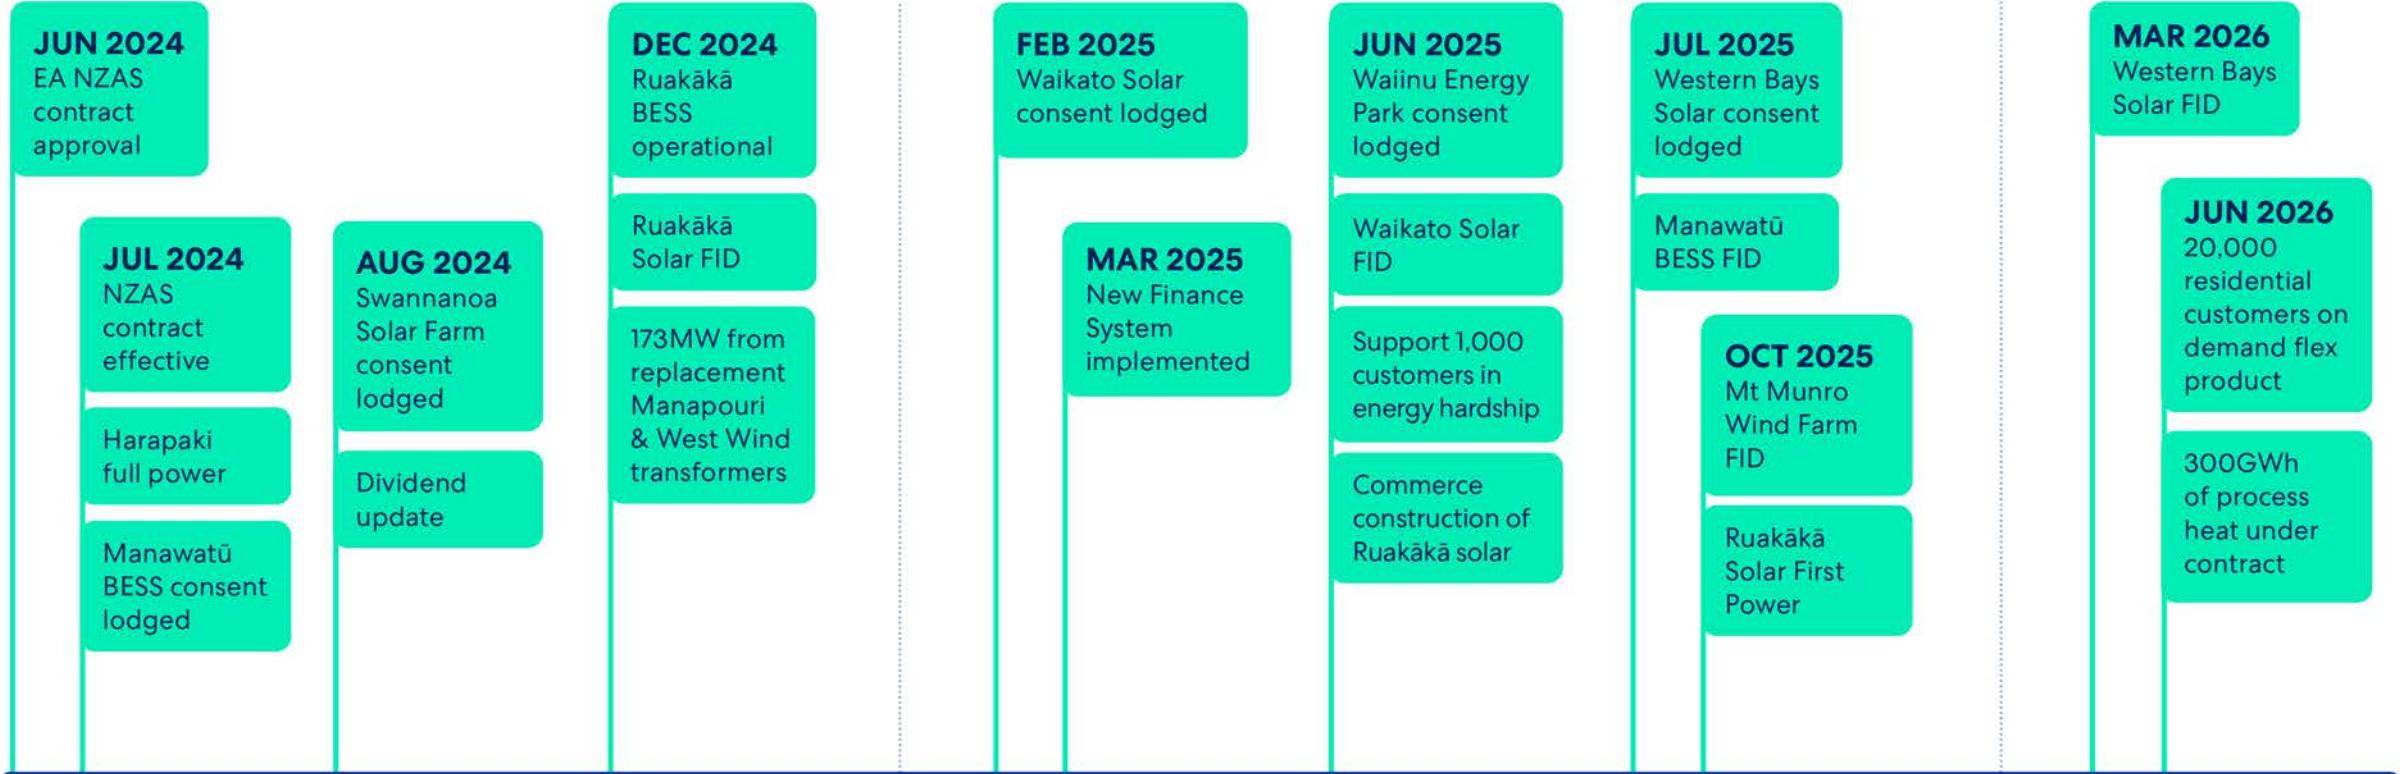 JUN 2024
EA NZAS
contract
approval
JUL 2024
NZAS
contract
effective
Harapaki
full power
Manawatū
BESS consent
lodged
AUG 2024
Swannanoa
Solar Farm
consent
lodged
Dividend
update
DEC 2024
Ruakākā
BESS
operational
Ruakākā
Solar FID
173MW from
replacement
Manapouri
& West Wind
transformers
FEB 2025
Waikato Solar
consent lodged
MAR 2025
New Finance
System
implemented
JUN 2025
Waiinu Energy
Park consent
lodged
Waikato Solar
FID
Support 1,000
customers in
energy hardship
Commerce
construction of
Ruakākā solar
JUL 2025
Western Bays
Solar consent
lodged
Manawatū
BESS FID
OCT 2025
Mt Munro
Wind Farm
FID
Ruakākā
Solar First
Power
MAR 2026
Western Bays
Solar FID
JUN 2026
20,000
residential
customers on
demand flex
product
300GWh
of process
heat under
contract